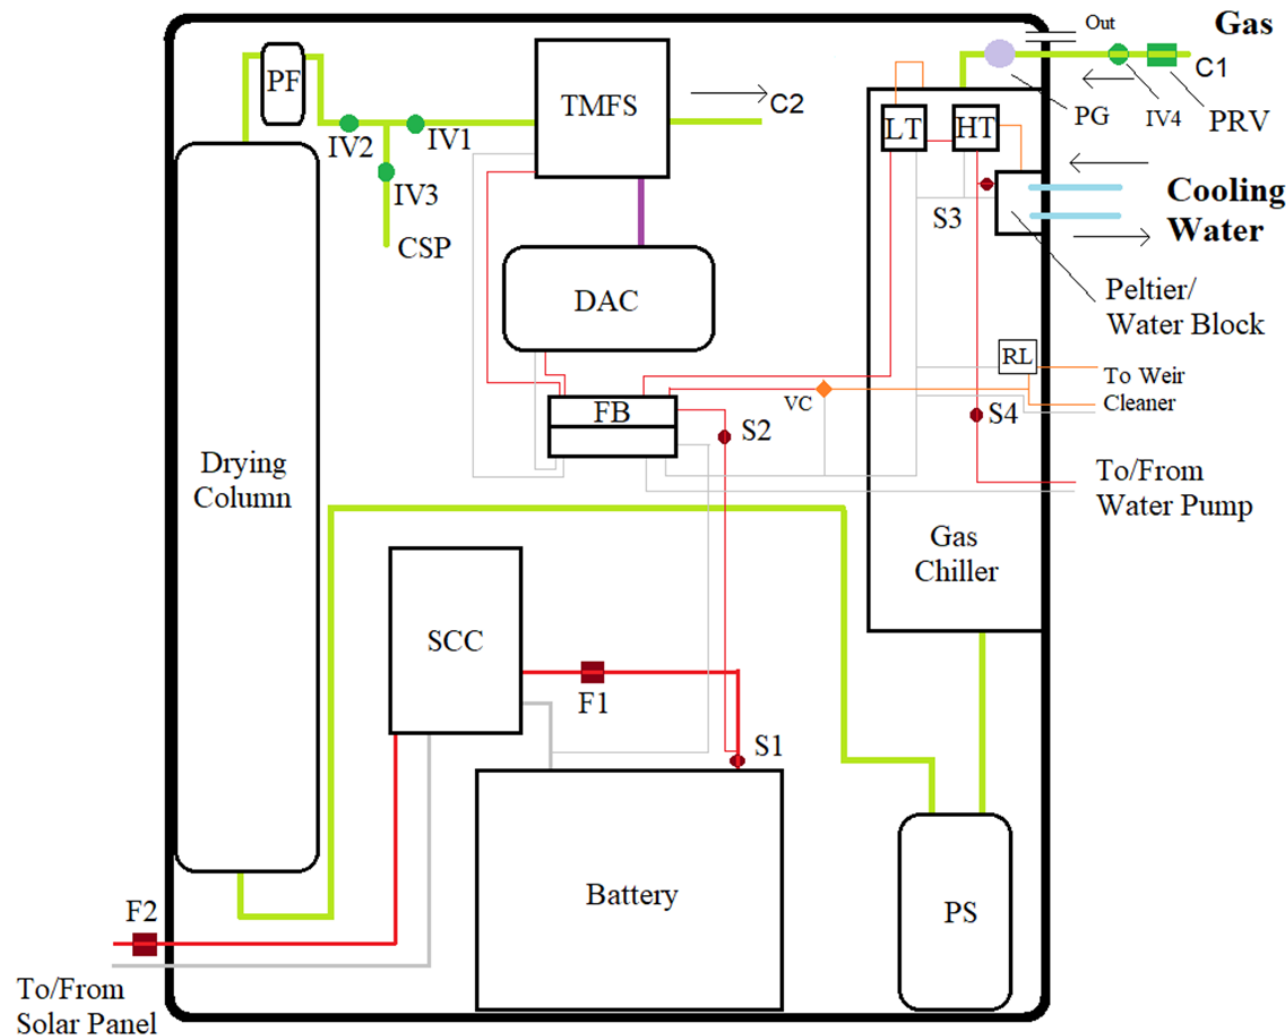 Out
Gas
PF
TMFS
C2
C1
PG
IV4
PRV
LT
HT
IV2
IV1
IV3
CSP
S3
Cooling
Water
DAC
Peltier/
Water Block
RL
To Weir
Cleaner
VC
FB
S2
S4
Drying
Column
To/From
Water Pump
Gas
Chiller
SCC
F1
S1
Battery
PS
F2
To/From
Solar Panel